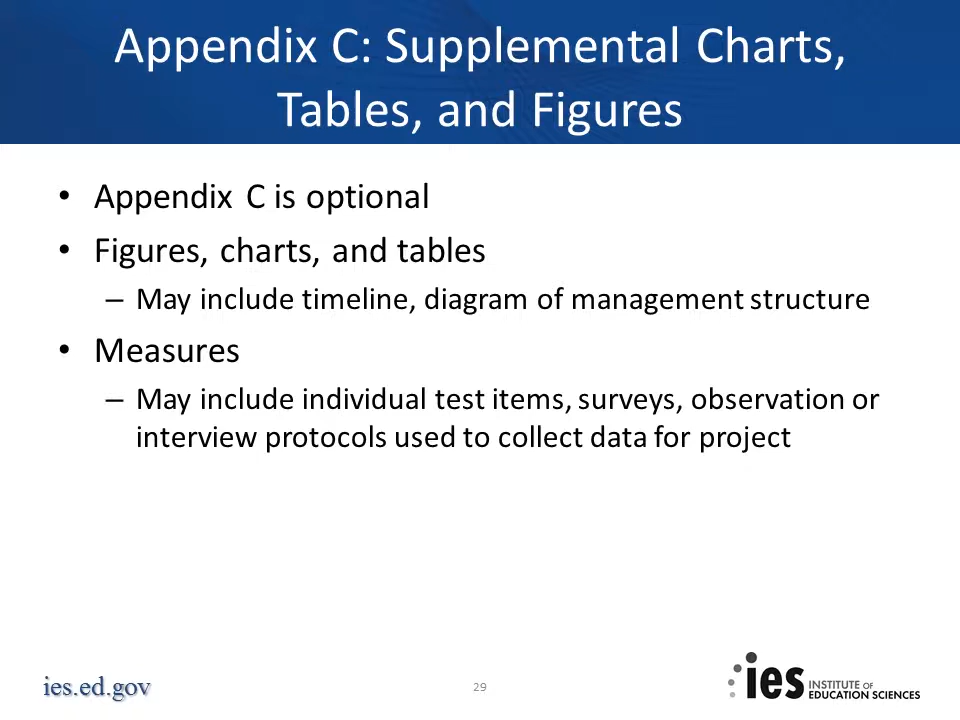 Appendix C: Supplemental Charts,
Tables, and Figures
• Appendix C is optional
• Figures, charts, and tables
– May include timeline, diagram of management structure
• Measures
– May include individual test items, surveys, observation or
interview protocols used to collect data for project
ies.ed.gov
29
ies INSTITUTE OF
EDUCATION SCIENCES